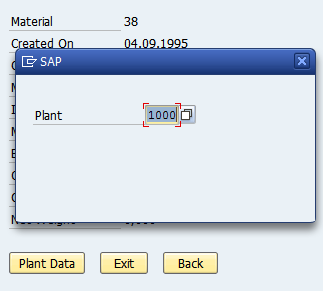 Material 38
Created On 04.09.1995
SAP
Plant 1000
Plant Data Exit Back